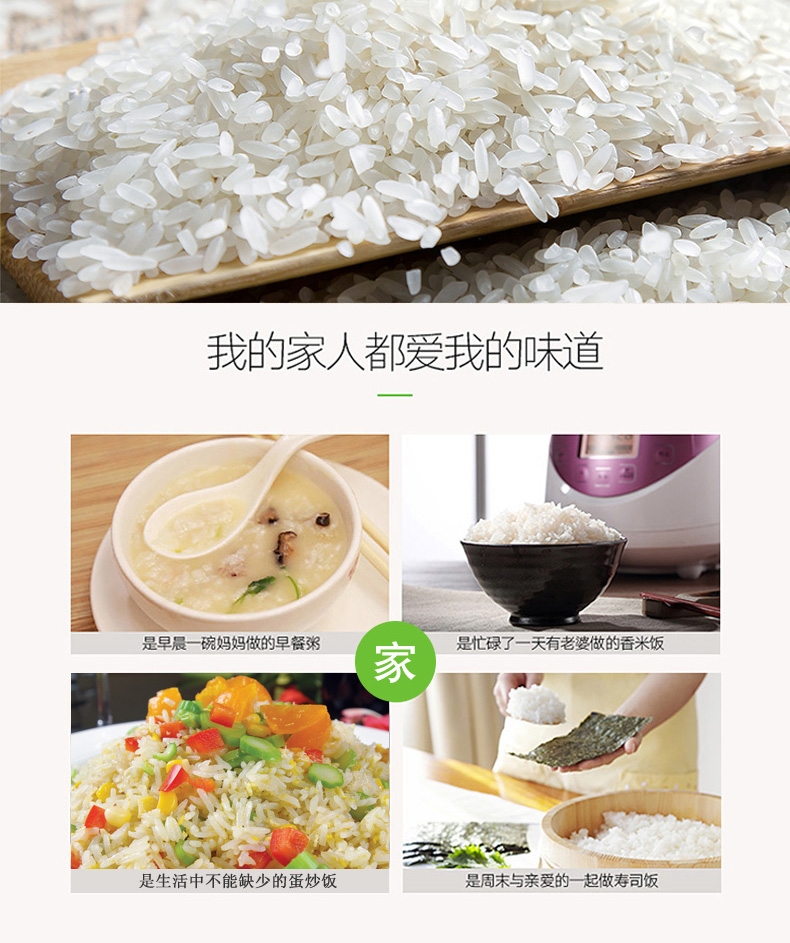 我的家人都爱我的味道
是早晨一碗妈妈做的早餐粥
是忙碌了一天有老婆做的香米饭
家
是生活中不能缺少的蛋炒饭
是周末与亲爱的一起做寿司饭